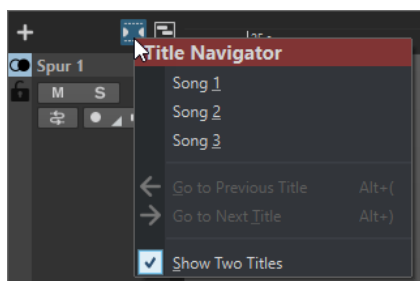 Title Navigator
Spur 1
Song 1
M S
Song 2
Song 3
Go to Previous Title Alt+(
Go to Next Title Alt+)
Show Two Titles